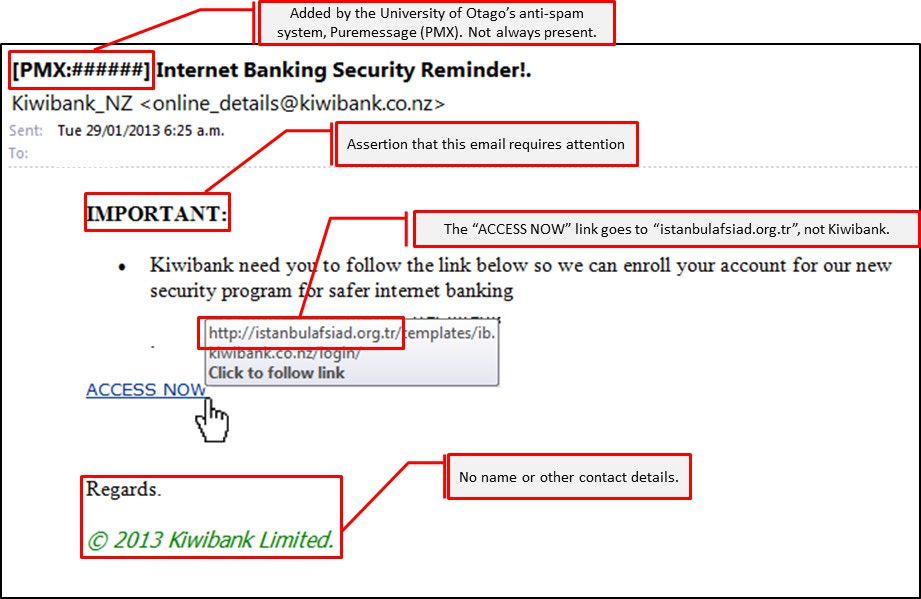 Added by the University of Otago’s anti-spam
system, Puremessage (PMX). Not always present.
[PMX:######] Internet Banking Security Reminder!.
Kiwibank_NZ <online_details@kiwibank.co.nz>
Sent: Tue 29/01/2013 6:25 a.m.
To:
Assertion that this email requires attention
IMPORTANT:
The “ACCESS NOW” link goes to “istanbulafsiad.org.tr”, not Kiwibank.
• Kiwibank need you to follow the link below so we can enroll your account for our new
security program for safer internet banking
http://istanbulafsiad.org.tr/templates/ib.
kiwibank.co.nz/login/
Click to follow link
ACCESS NOW
No name or other contact details.
Regards.
© 2013 Kiwibank Limited.